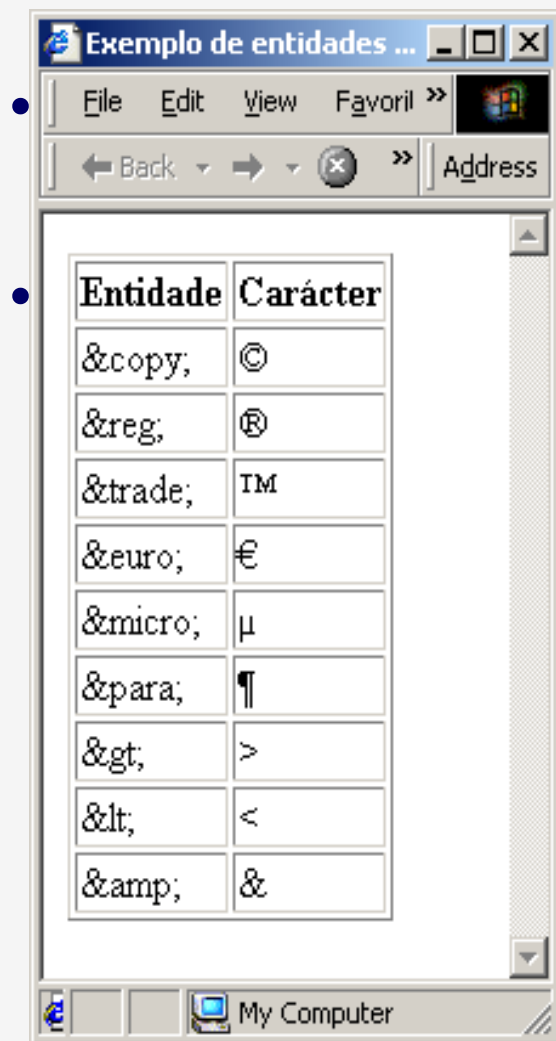 Exemplo de entidades ...
File Edit View Favoril »
Back » Address
Entidade Carácter
&copy; ©
&reg; ®
&trade; ™
&euro; €
&micro; µ
&para; ¶
&gt; >
&lt; <
&amp; &
My Computer